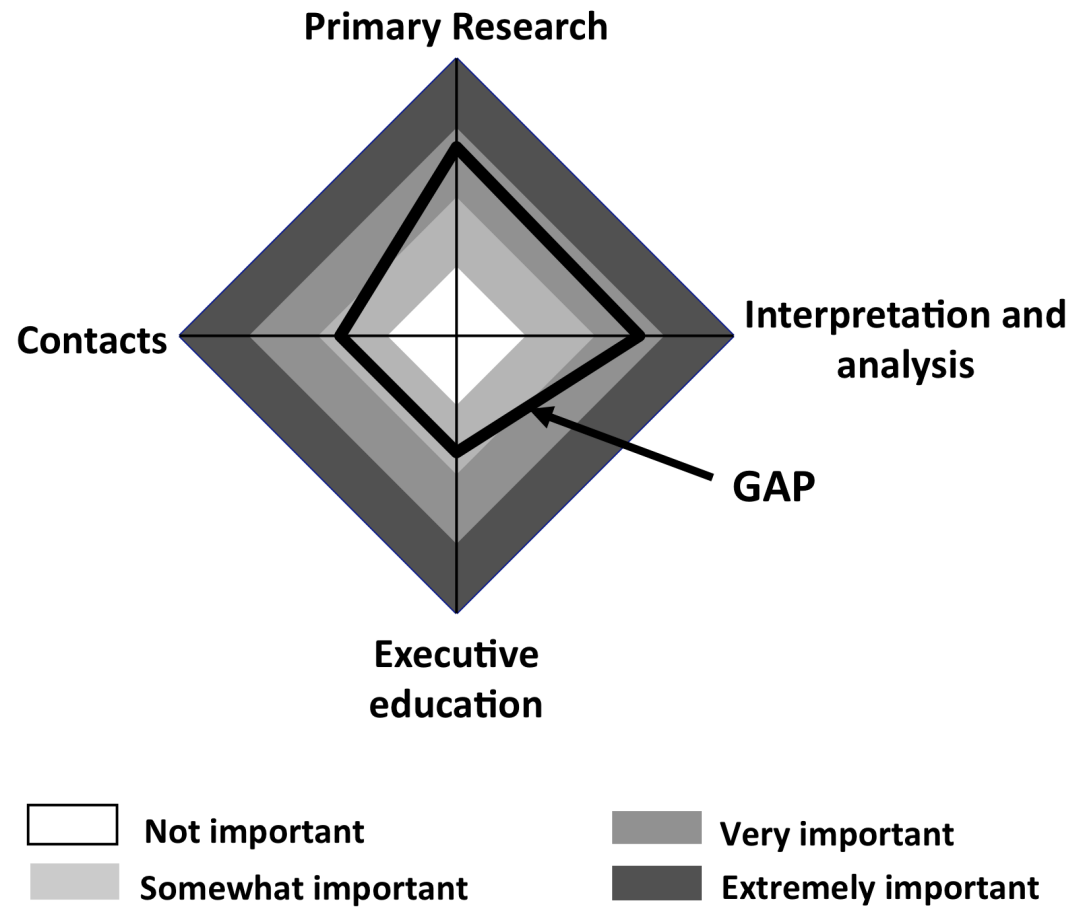 Primary Research
Contacts
Interpretation and
analysis
GAP
Executive
education
Not important
Very important
Somewhat important
Extremely important